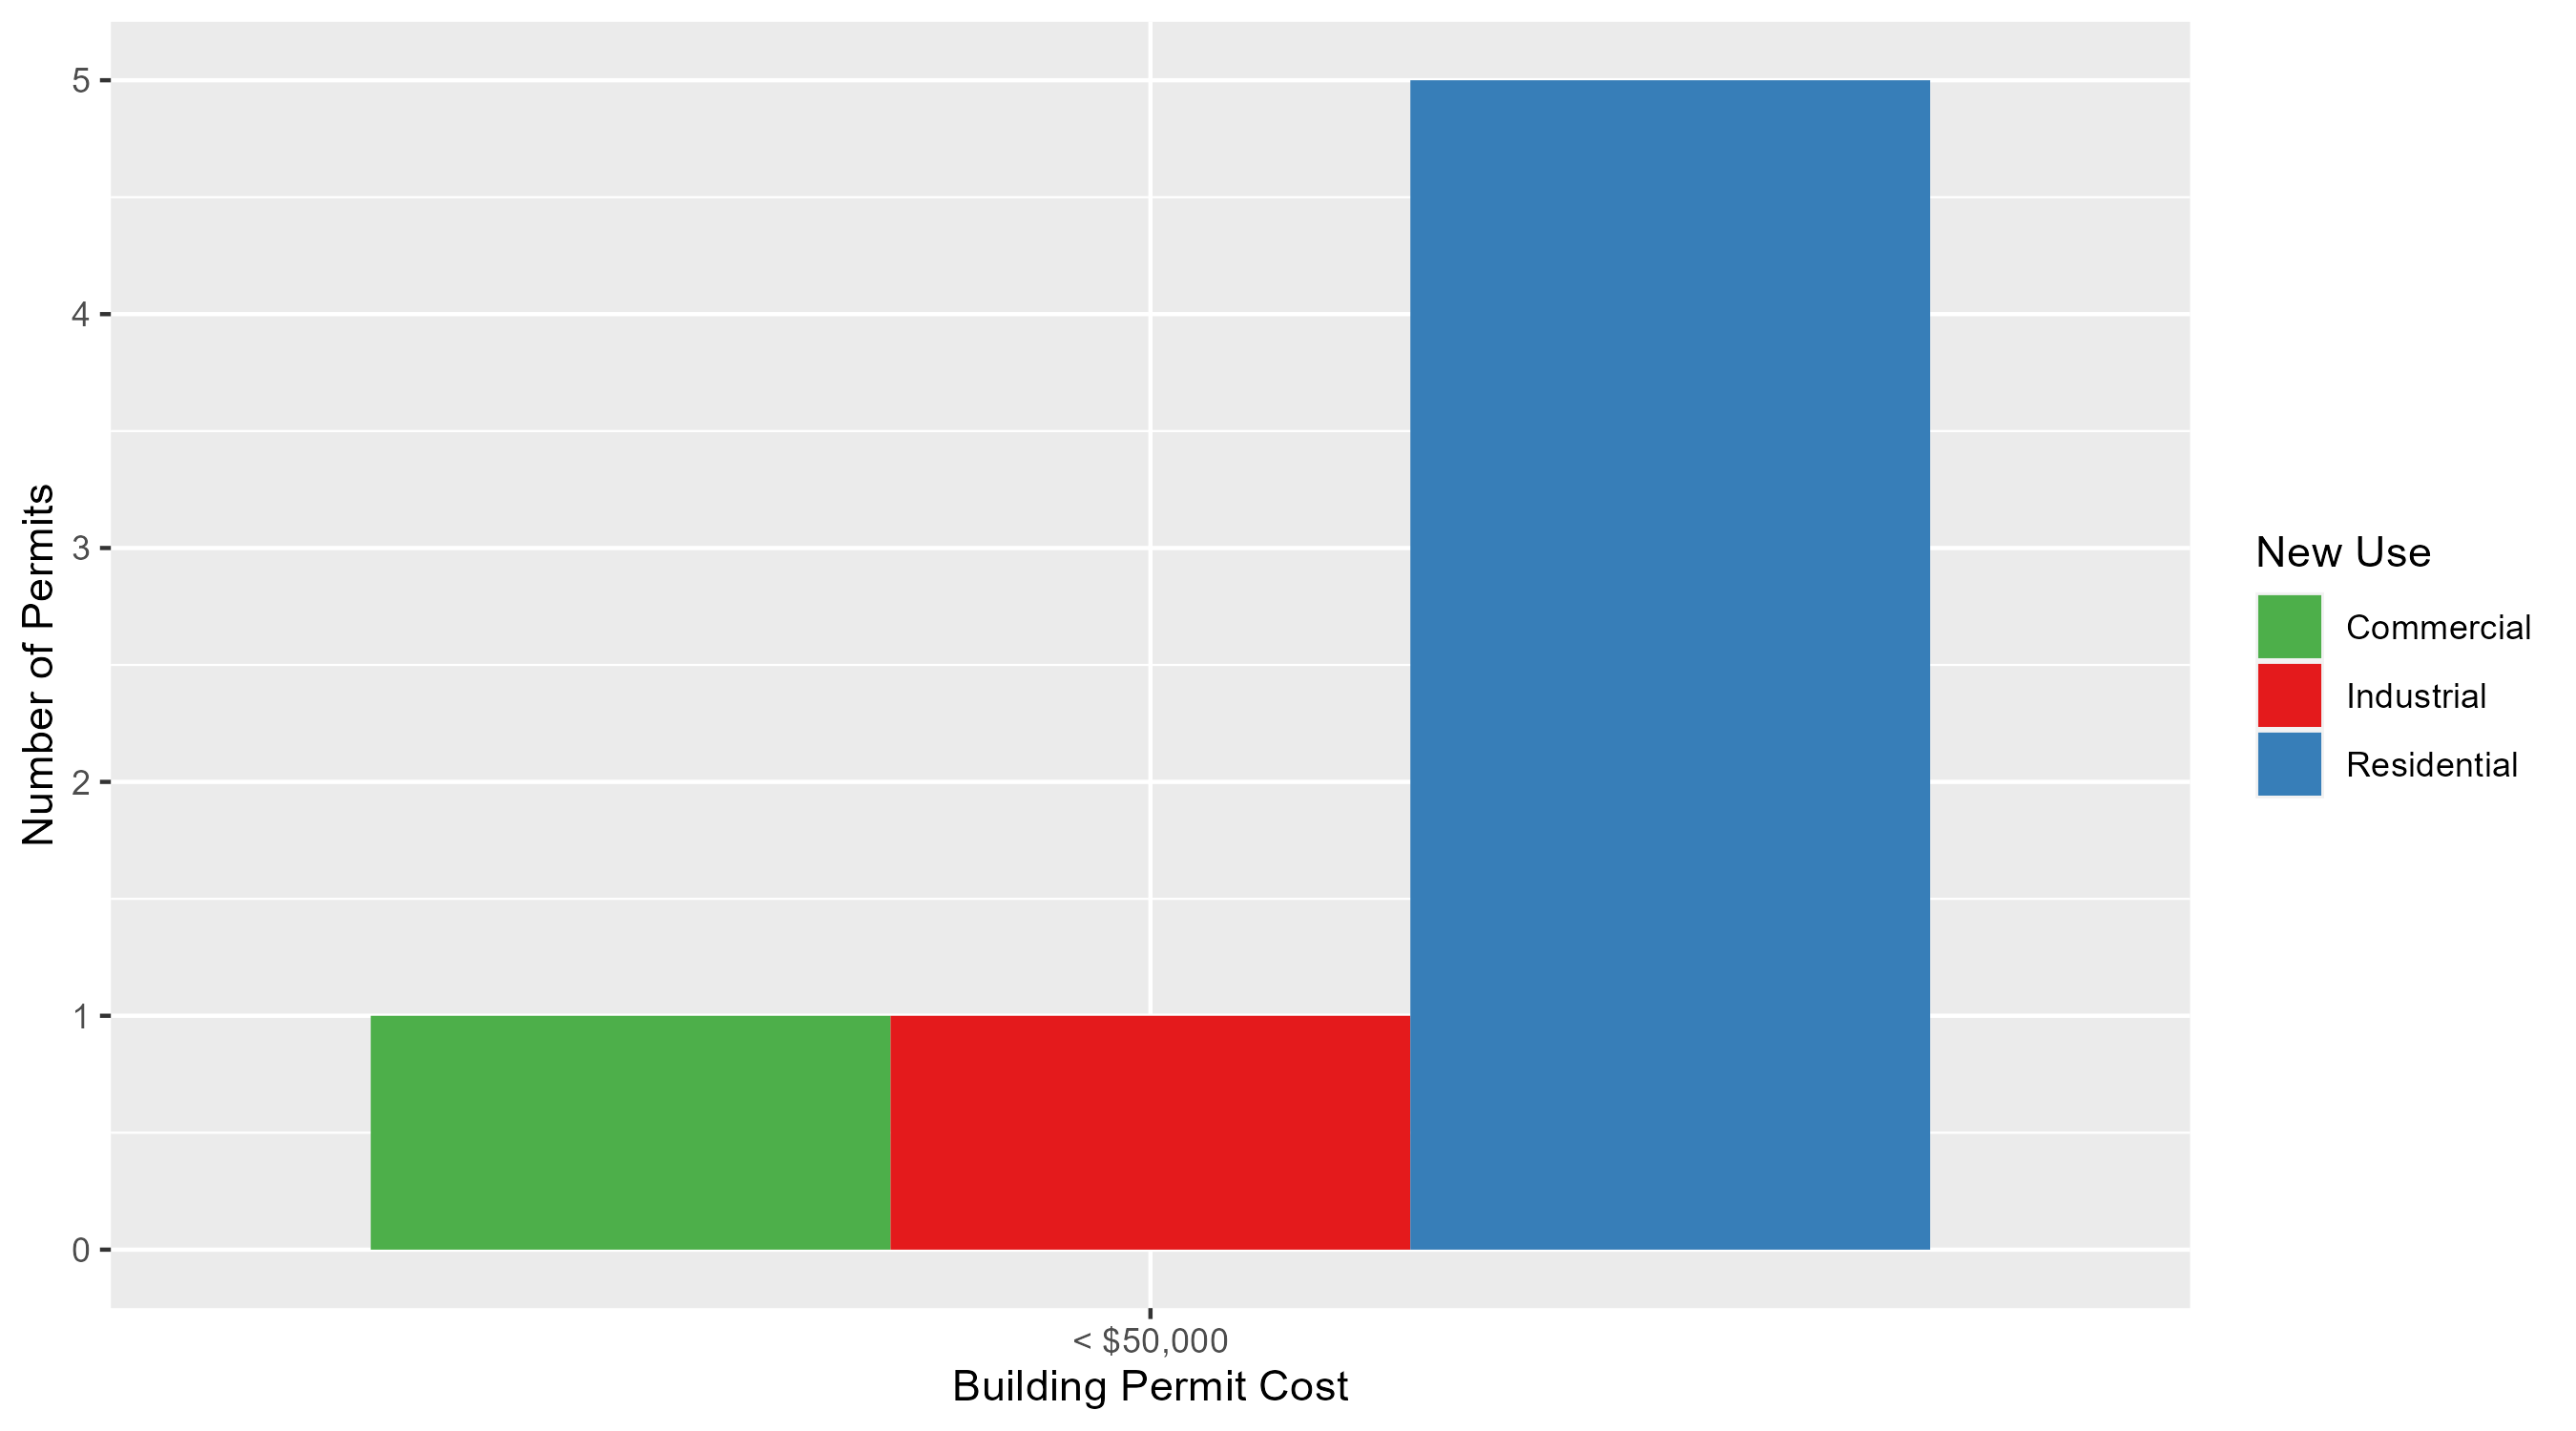 5
4
3
2
1
0
Number of Permits
< $50,000
Building Permit Cost
New Use
Commercial
Industrial
Residential